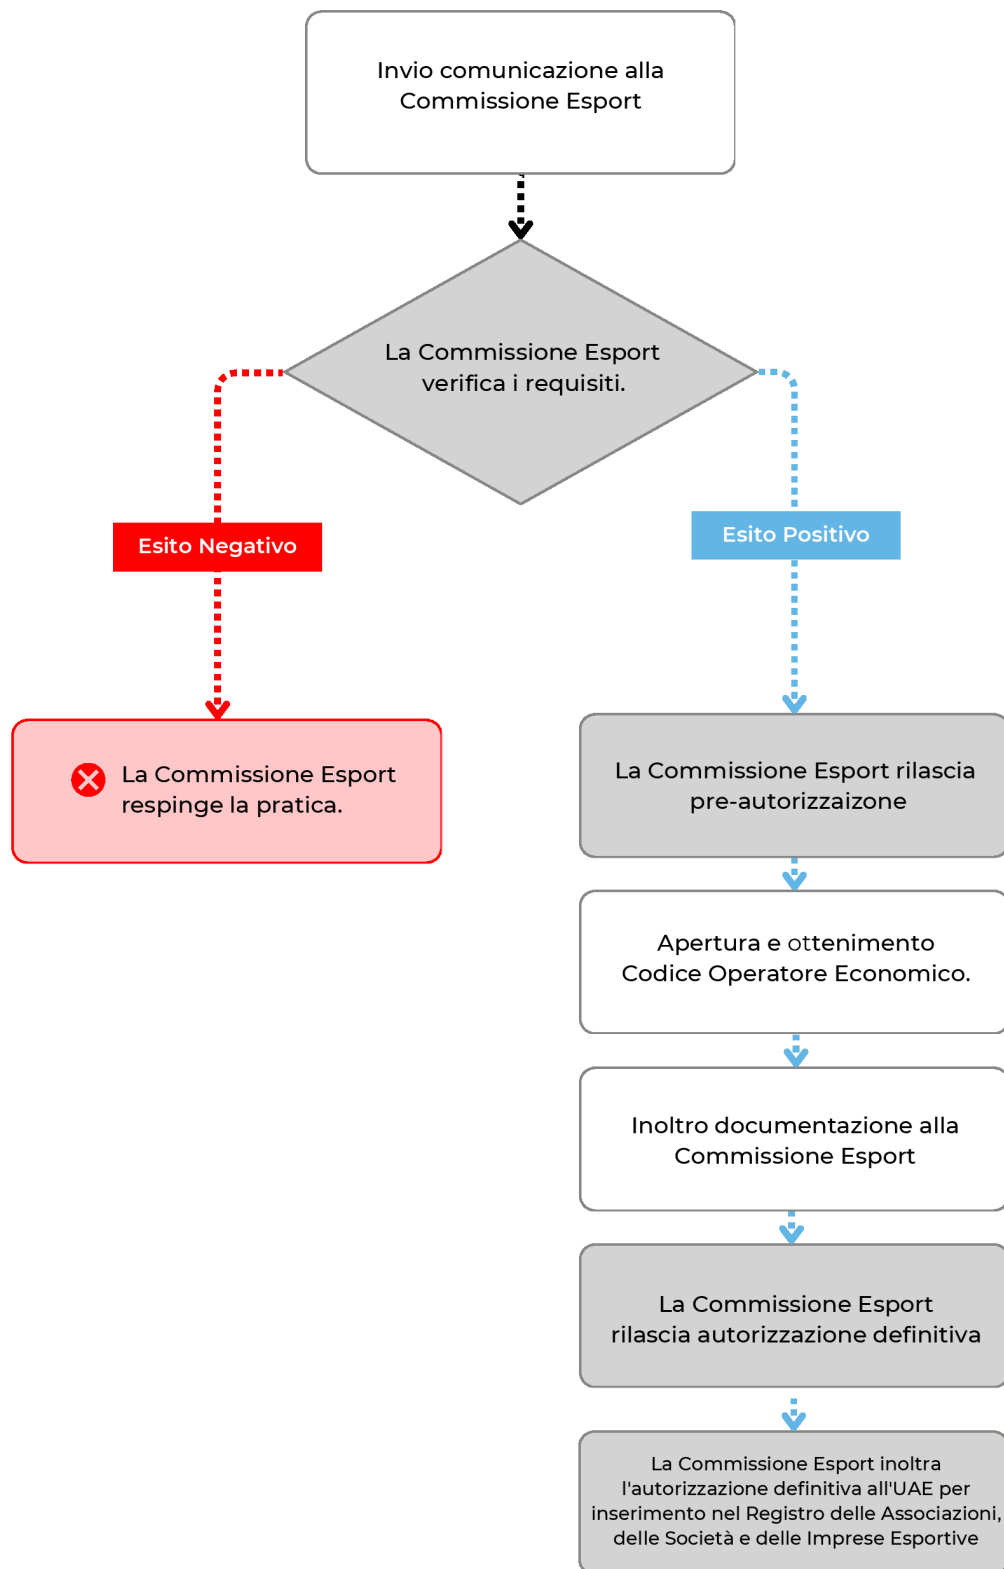 Invio comunicazione alla
Commissione Esport
La Commissione Esport
verifica i requisiti.
Esito Negativo
Esito Positivo
La Commissione Esport
respinge la pratica.
La Commissione Esport rilascia
pre-autorizzaizone
Apertura e ottenimento
Codice Operatore Economico.
Inoltro documentazione alla
Commissione Esport
La Commissione Esport
rilascia autorizzazione definitiva
La Commissione Esport inoltra
l'autorizzazione definitiva all'UAE per
inserimento nel Registro delle Associazioni,
delle Società e delle Imprese Esportive